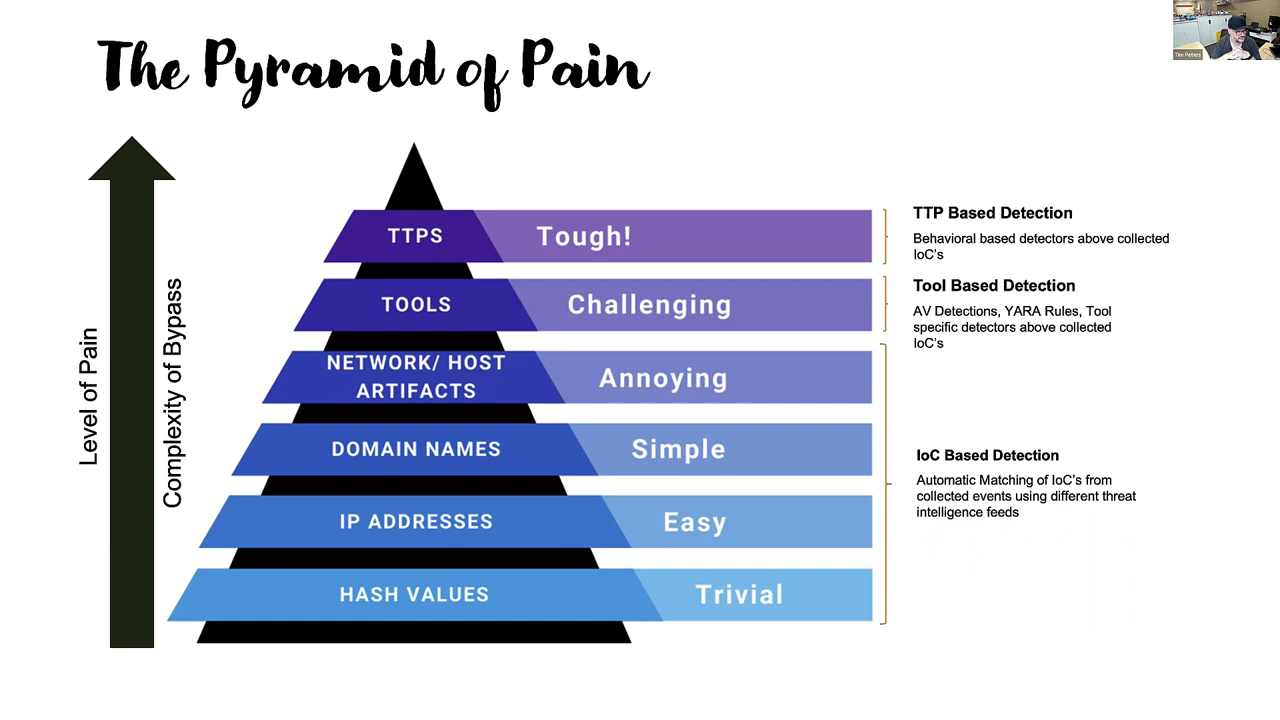 The Pyramid of Pain
Tim Peters
Level of Pain
Complexity of Bypass
TTPS
Tough!
TOOLS
Challenging
NETWORK/ HOST
ARTIFACTS
Annoying
DOMAIN NAMES
Simple
IP ADDRESSES
Easy
HASH VALUES
Trivial
TTP Based Detection
Behavioral based detectors above collected
IoC's
Tool Based Detection
AV Detections, YARA Rules, Tool
specific detectors above collected
IoC's
IoC Based Detection
Automatic Matching of IoC's from
collected events using different threat
intelligence feeds